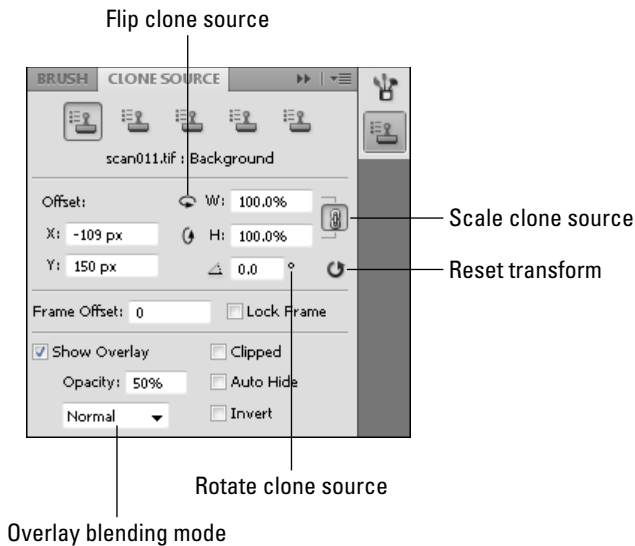 Flip clone source
BRUSH CLONE SOURCE
scan011.tif : Background
Offset: W: 100.0%
X: -109 px H: 100.0%
Y: 150 px 0.0 °
Scale clone source
Reset transform
Frame Offset: 0 Lock Frame
Show Overlay Clipped
Opacity: 50% Auto Hide
Normal Invert
Rotate clone source
Overlay blending mode